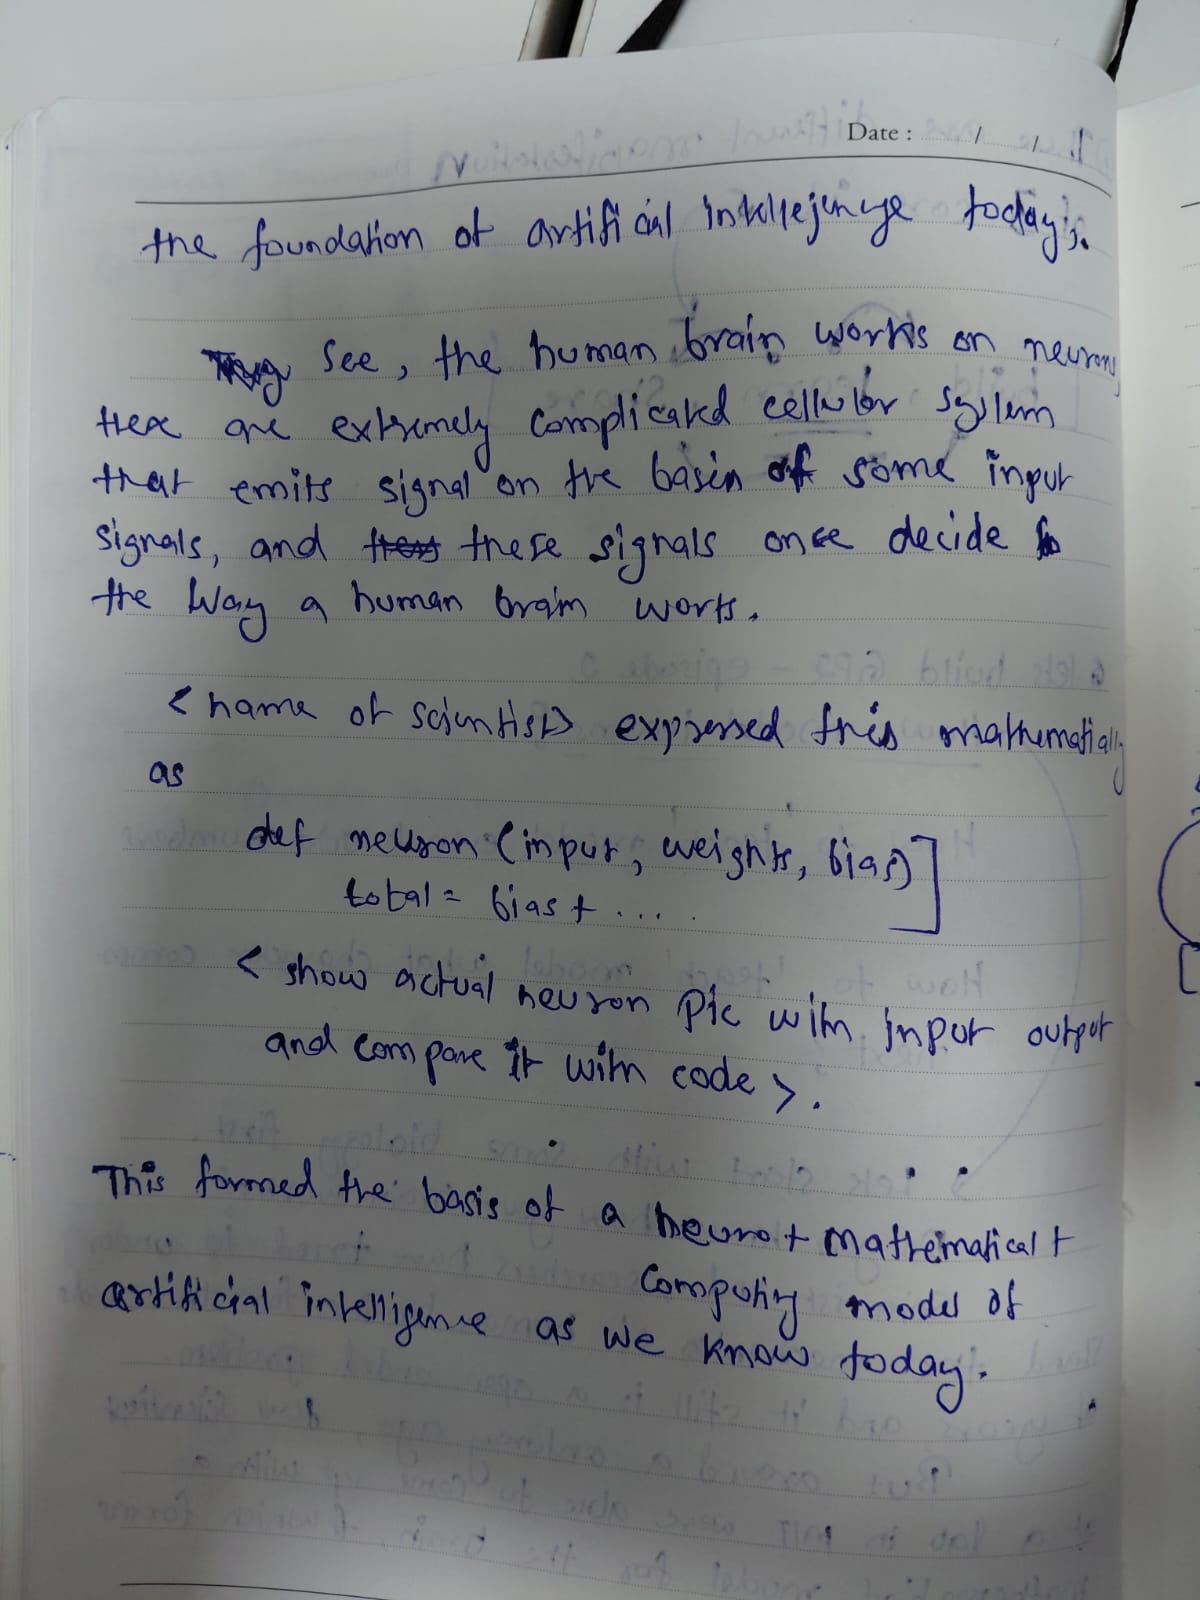 Date : / /
the foundation of artificial intellejenye today's.
See, the human brain works on neurons,
these are extremely complicated cellular system
that emits signal on the basis of some input
signals, and these signals once decide
the way a human brain works.
< name of scientist> expressed this mathematially
as
def neuron (input, weights, bias)
total = bias + ....
< show actual neuron pic with input output
and compare it with code >.
This formed the basis of a neuro + mathematical +
computing model of
artificial intelligence as we know today.